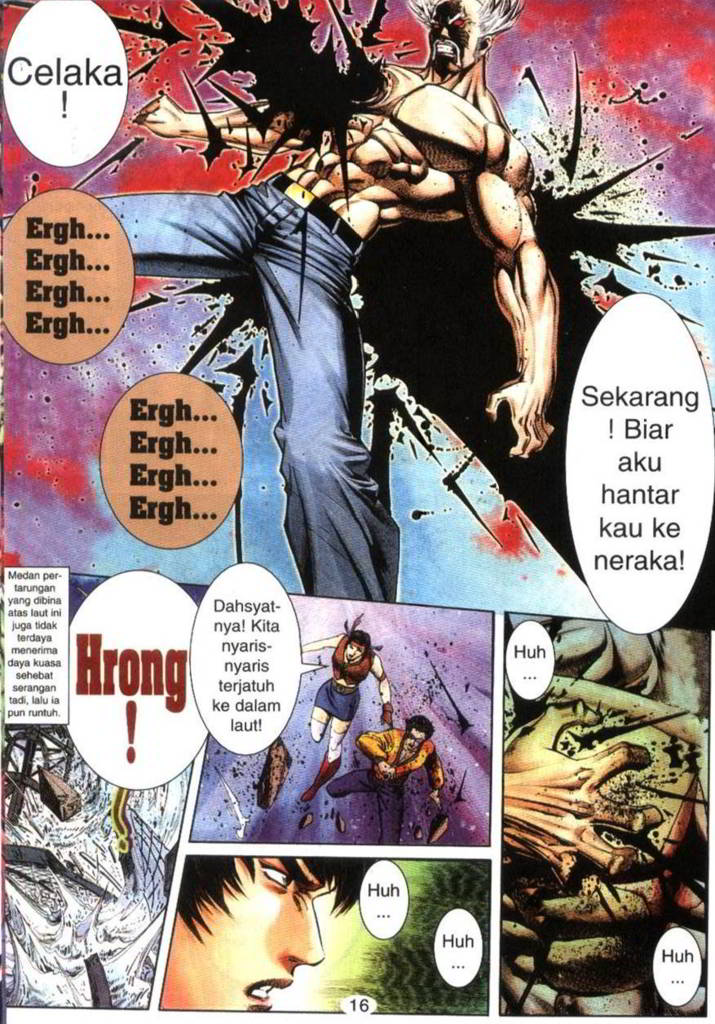 Celaka
!
Ergh...
Ergh...
Ergh...
Ergh...
Ergh...
Ergh...
Ergh...
Ergh...
Sekarang
! Biar
aku
hantar
kau ke
neraka!
Medan per-
tarungan
yang dibina
atas laut ini
juga tidak
terdaya
menerima
daya kuasa
sehebat
serangan
tadi, lalu ia
pun runtuh.
Hrong
!
Dahsyat-
nya! Kita
nyaris-
nyaris
terjatuh
ke dalam
laut!
Huh
...
Huh
...
Huh
...
Huh
...
16